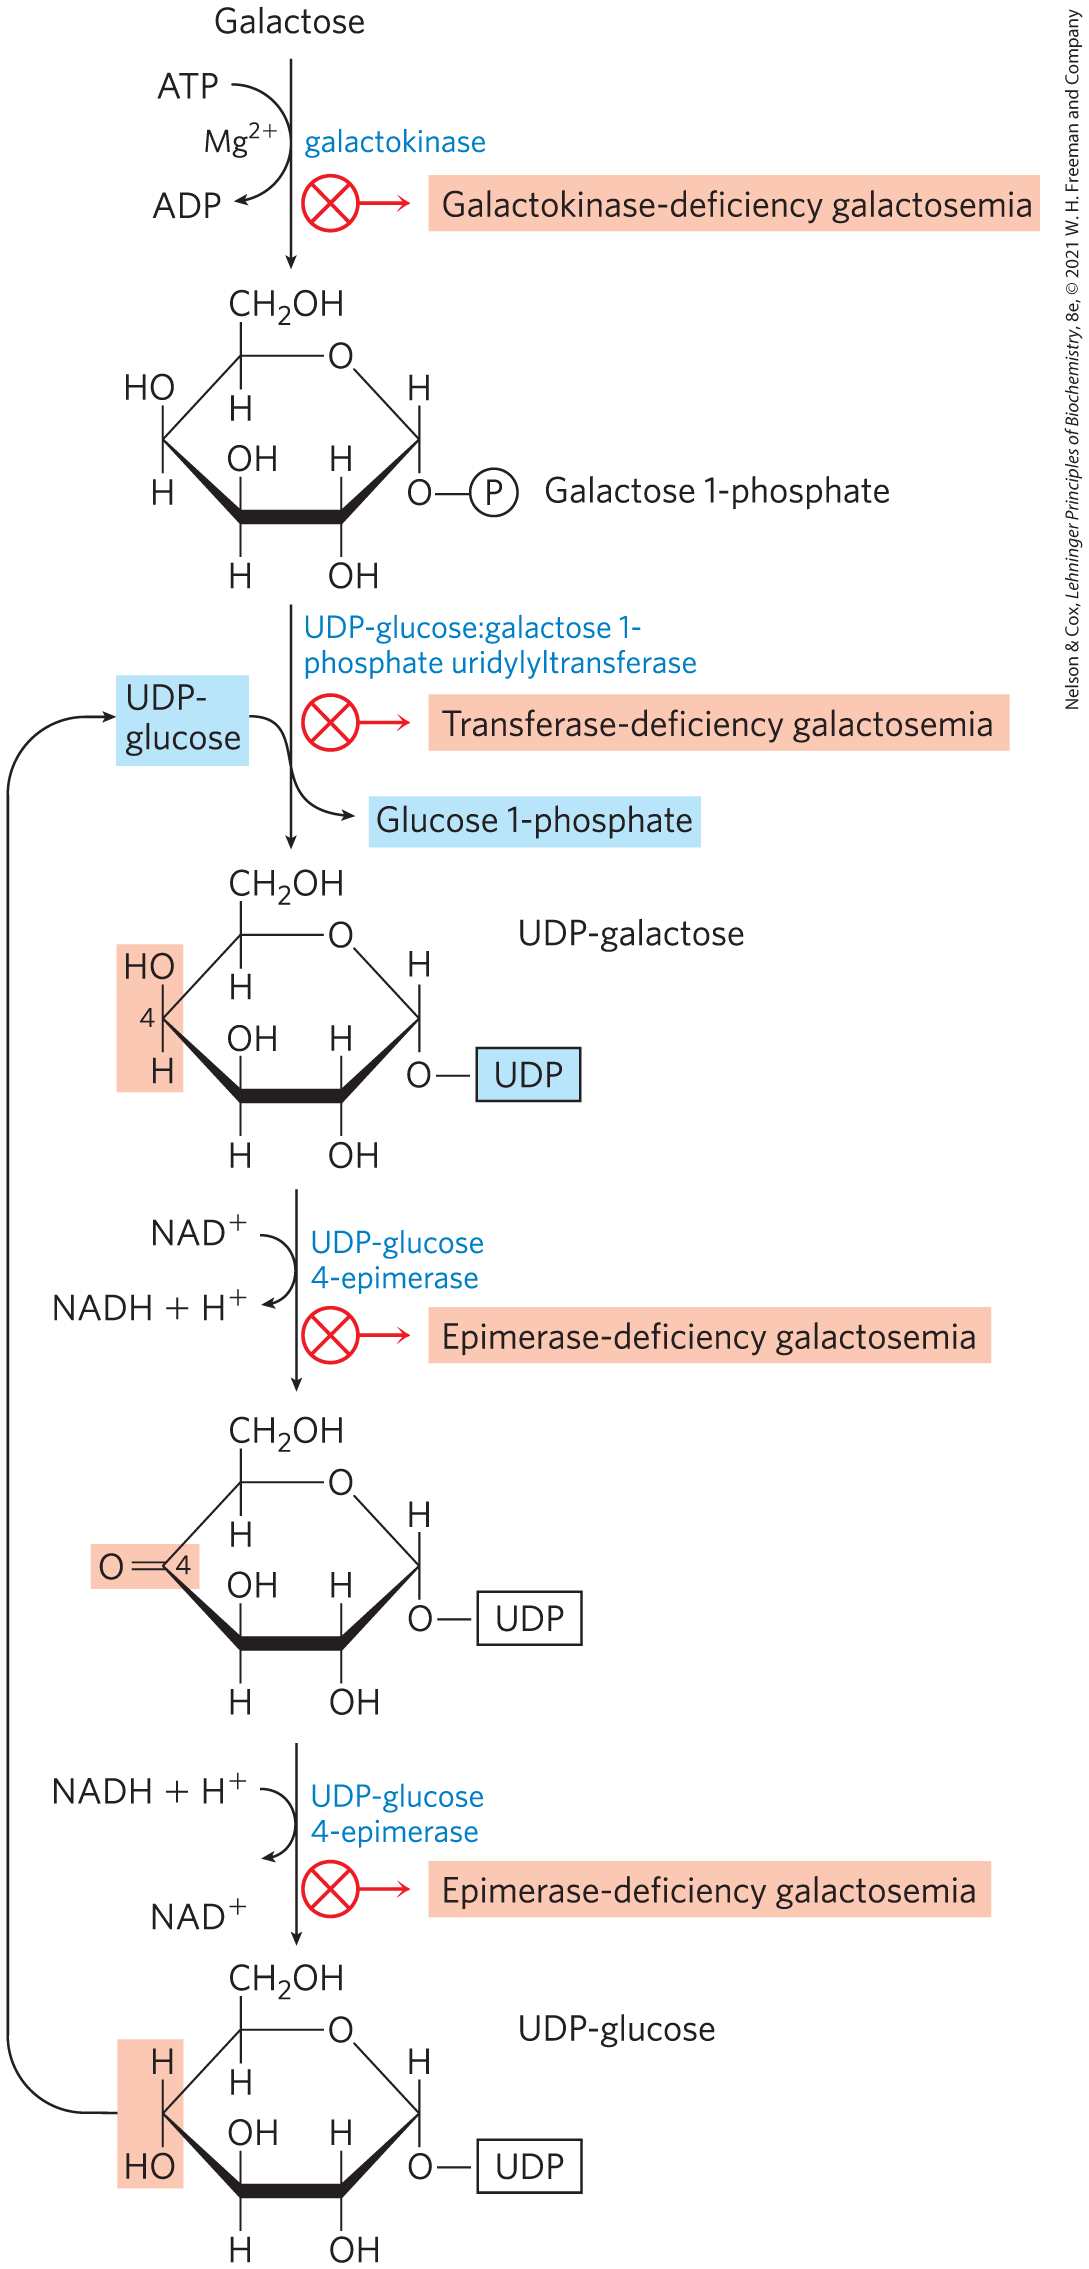 Galactose
ATP
Mg2+
galactokinase
ADP
Galactokinase-deficiency galactosemia
CH2OH
O
HO
H
H
OH
H
H
O
P
Galactose 1-phosphate
H
OH
UDP-glucose:galactose 1-
phosphate uridylyltransferase
UDP-
glucose
Transferase-deficiency galactosemia
Glucose 1-phosphate
CH2OH
UDP-galactose
O
HO
H
H
4
OH
H
H
O
UDP
H
OH
NAD+
UDP-glucose
4-epimerase
NADH + H+
Epimerase-deficiency galactosemia
CH2OH
O
H
H
O
4
OH
H
O
UDP
H
OH
NADH + H+
UDP-glucose
4-epimerase
Epimerase-deficiency galactosemia
NAD+
CH2OH
UDP-glucose
O
H
H
H
OH
H
HO
O
UDP
H
OH
Nelson & Cox, Lehninger Principles of Biochemistry, 8e, © 2021 W. H. Freeman and Company